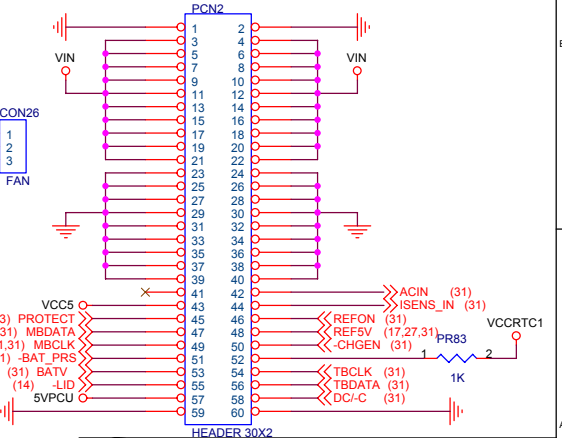 PCN2
1 2
3 4
5 6
VIN VIN
7 8
9 10
11 12
13 14
CON26
15 16
1
17 18
2
19 20
3
21 22
FAN
23 24
25 26
27 28
29 30
31 32
33 34
35 36
37 38
39 40
41 42 ACIN (31)
VCC5 43 44 ISENS_IN (31)
3) PROTECT 45 46 REFON (31)
VCCRTC1
31) MBDATA 47 48 REF5V (17,27,31)
1,31) MBCLK 49 50 -CHGEN (31)
PR83
1) -BAT_PRS 51 52 1 2
(31) BATV 53 54 TBCLK (31)
1K
(14) -LID 55 56 TBDATA (31)
5VPCU 57 58 DC/-C (31)
59 60
HEADER 30X2